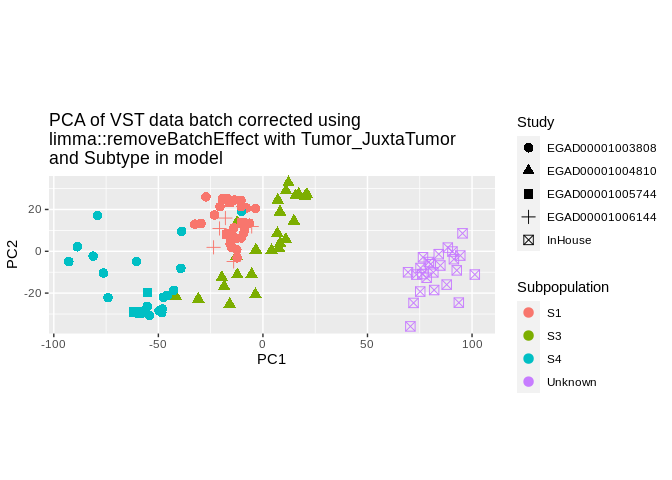 PCA of VST data batch corrected using
limma::removeBatchEffect with Tumor_JuxtaTumor
and Subtype in model
PC2
20
0
-20
-100
-50
0
50
100
PC1
Study
EGAD00001003808
EGAD00001004810
EGAD00001005744
EGAD00001006144
InHouse
Subpopulation
S1
S3
S4
Unknown